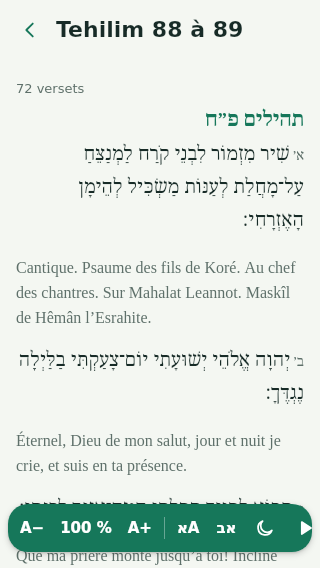 Tehilim 88 à 89
72 versets
תהילים פ״ח
א׳ שִׁיר מִזְמוֹר לִבְנֵי קֹרַח לַמְנַצֵּחַ
עַל־מָחֲלַת לְעַנּוֹת מַשְׂכִּיל לְהֵימָן
הָאֶזְרָחִי:
Cantique. Psaume des fils de Koré. Au chef
des chantres. Sur Mahalat Leannot. Maskîl
de Hêmân l’Esrahite.
ב׳ יְהוָה אֱלֹהֵי יְשׁוּעָתִי יוֹם־צָעַקְתִּי בַלַּיְלָה
נֶגְדֶּךָ:
Éternel, Dieu de mon salut, jour et nuit je
crie, et suis en ta présence.
A− 100 % A+ אA אב
Que ma prière monte jusqu’à toi! Incline